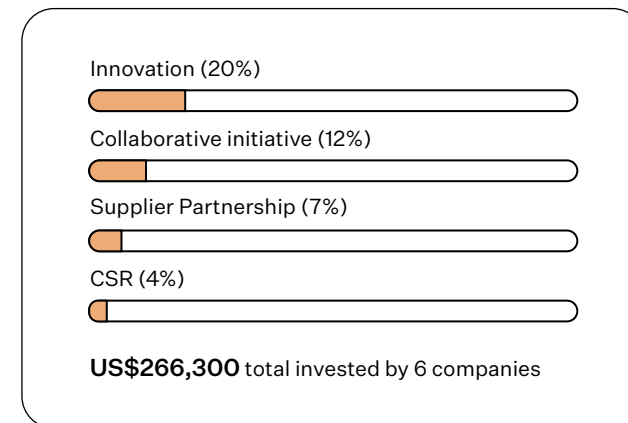 Innovation (20%)
Collaborative initiative (12%)
Supplier Partnership (7%)
CSR (4%)
US$266,300 total invested by 6 companies